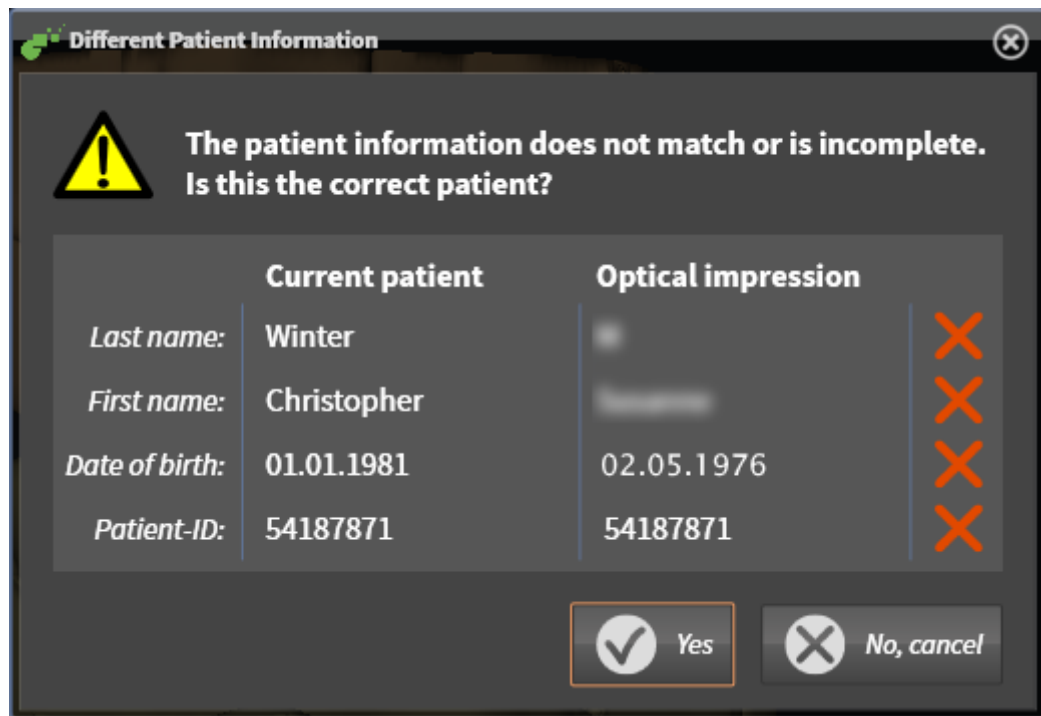 Different Patient Information
The patient information does not match or is incomplete.
Is this the correct patient?
Current patient Optical impression
Last name: Winter
First name: Christopher
Date of birth: 01.01.1981 02.05.1976
Patient-ID: 54187871 54187871
Yes No, cancel